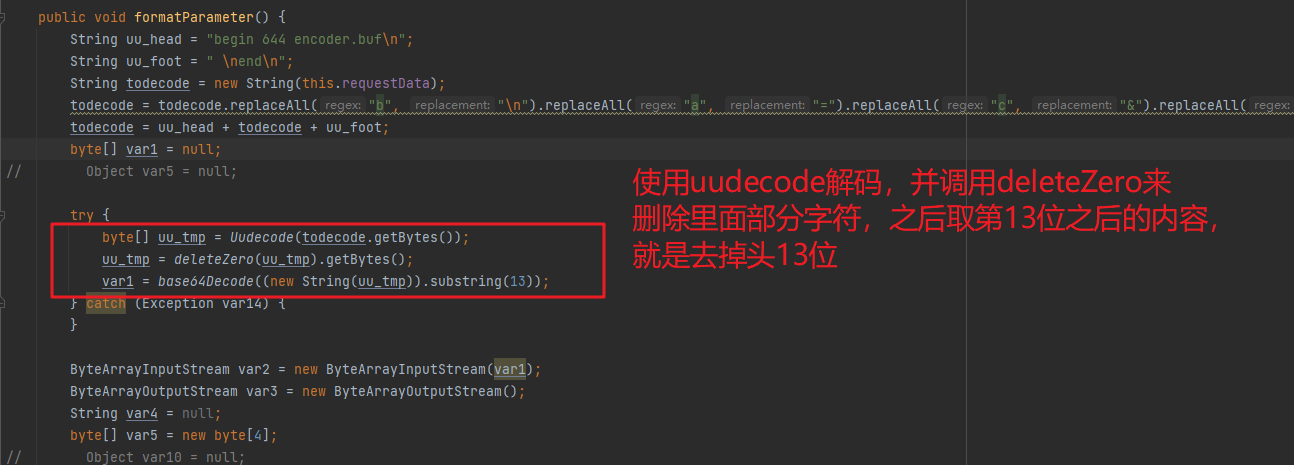 public void formatParameter() {
String uu_head = "begin 644 encoder.buf\n";
String uu_foot = " \nend\n";
String todecode = new String(this.requestData);
todecode = todecode.replaceAll( regex: "b", replacement: "\n").replaceAll( regex: "a", replacement: "=").replaceAll( regex: "c", replacement: "&").replaceAll( regex:
todecode = uu_head + todecode + uu_foot;
byte[] var1 = null;
// Object var5 = null;
try {
byte[] uu_tmp = Uudecode(todecode.getBytes());
uu_tmp = deleteZero(uu_tmp).getBytes();
var1 = base64Decode((new String(uu_tmp)).substring(13));
} catch (Exception var14) {
}
使用uudecode解码，并调用deleteZero来
删除里面部分字符，之后取第13位之后的内容，
就是去掉头13位
ByteArrayInputStream var2 = new ByteArrayInputStream(var1);
ByteArrayOutputStream var3 = new ByteArrayOutputStream();
String var4 = null;
byte[] var5 = new byte[4];
// Object var10 = null;